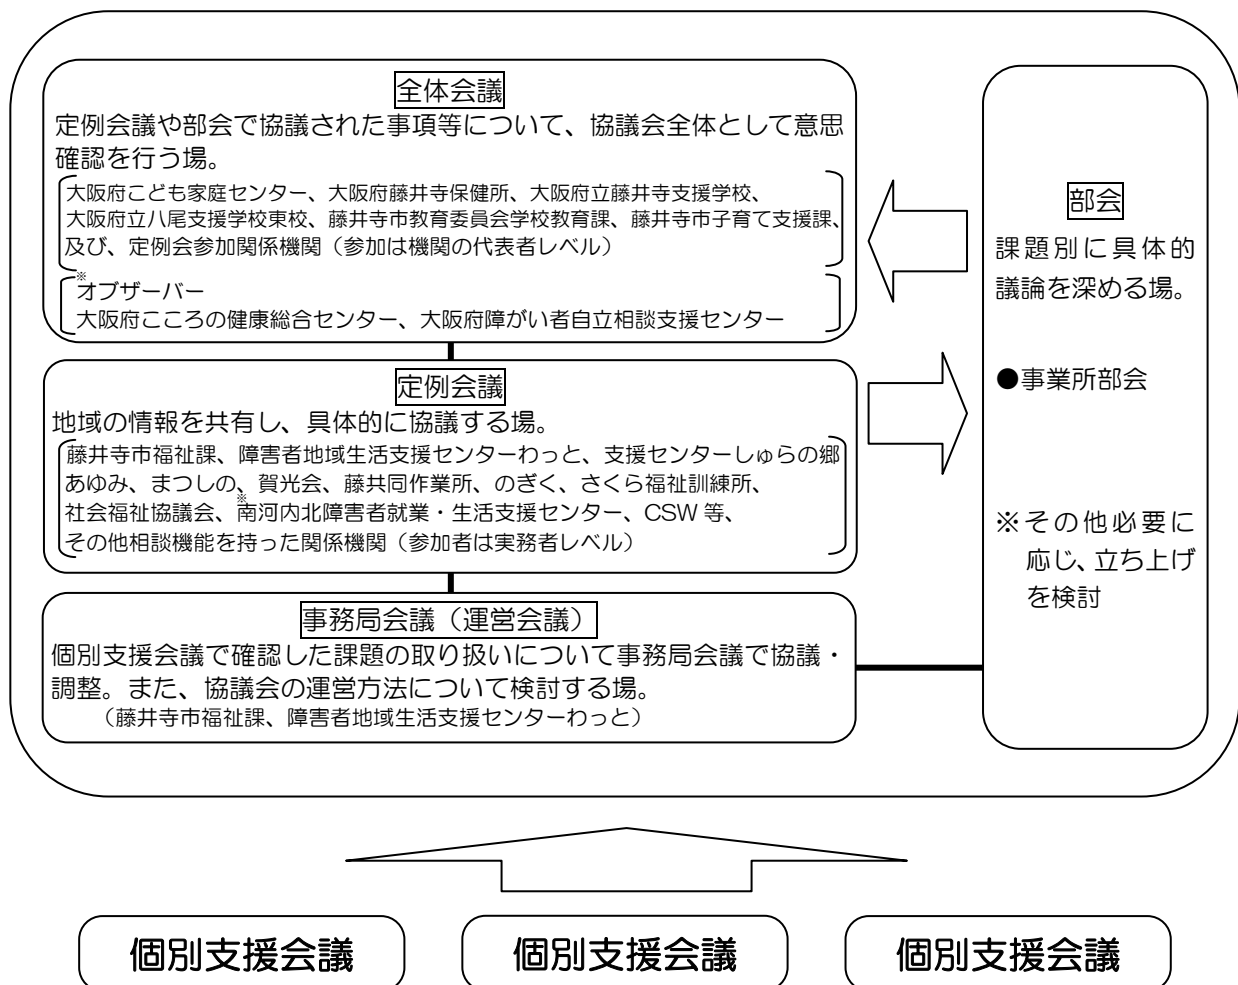 全体会議
定例会議や部会で協議された事項等について、協議会全体として意思
確認を行う場。
大阪府こども家庭センター、大阪府藤井寺保健所、大阪府立藤井寺支援学校、
大阪府立八尾支援学校東校、藤井寺市教育委員会学校教育課、藤井寺市子育て支援課、
及び、定例会参加関係機関（参加は機関の代表者レベル）
※
オブザーバー
大阪府こころの健康総合センター、大阪府障がい者自立相談支援センター
定例会議
地域の情報を共有し、具体的に協議する場。
藤井寺市福祉課、障害者地域生活支援センターわっと、支援センターしゅらの郷
あゆみ、まつしの、賀光会、藤共同作業所、のぎく、さくら福祉訓練所、
※
社会福祉協議会、南河内北障害者就業・生活支援センター、CSW 等、
その他相談機能を持った関係機関（参加者は実務者レベル）
事務局会議（運営会議）
個別支援会議で確認した課題の取り扱いについて事務局会議で協議・
調整。また、協議会の運営方法について検討する場。
（藤井寺市福祉課、障害者地域生活支援センターわっと）
部会
課題別に具体的
議論を深める場。
●事業所部会
※その他必要に
応じ、立ち上げ
を検討
個別支援会議
個別支援会議
個別支援会議